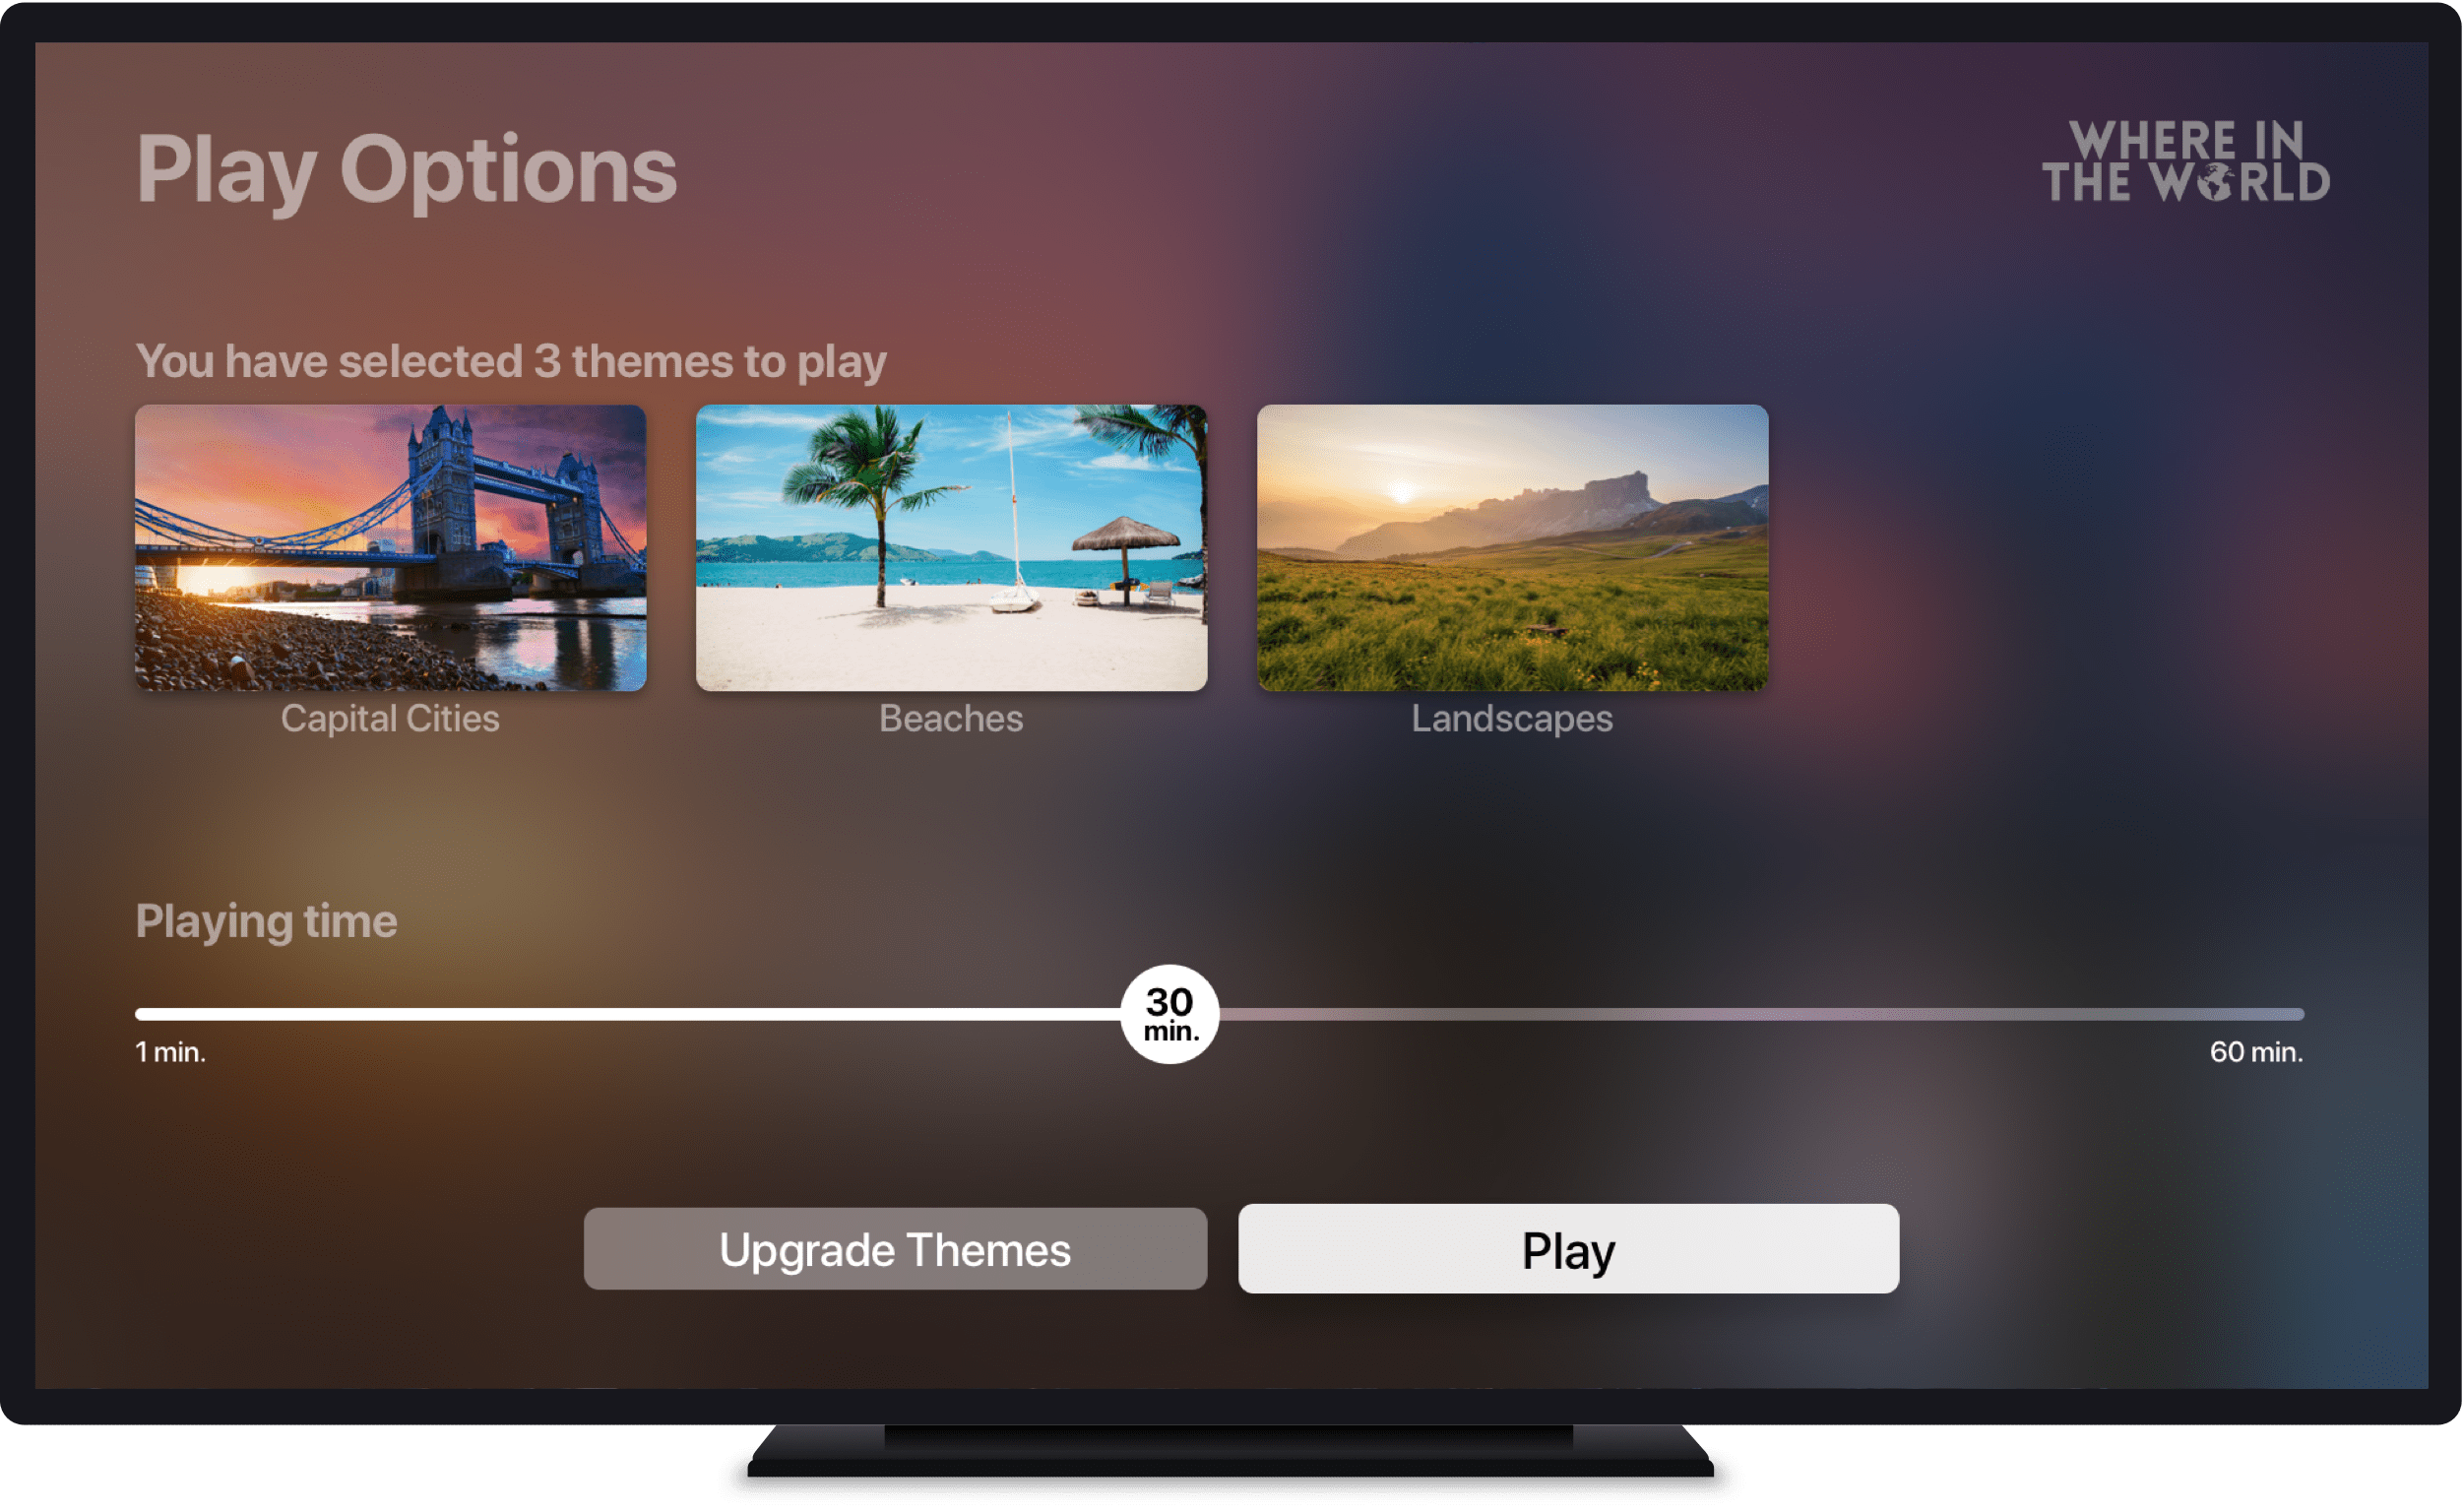 Play Options
WHERE IN
THE WORLD
You have selected 3 themes to play
Capital Cities
Beaches
Landscapes
Playing time
30
min.
1 min.
60 min.
Upgrade Themes
Play